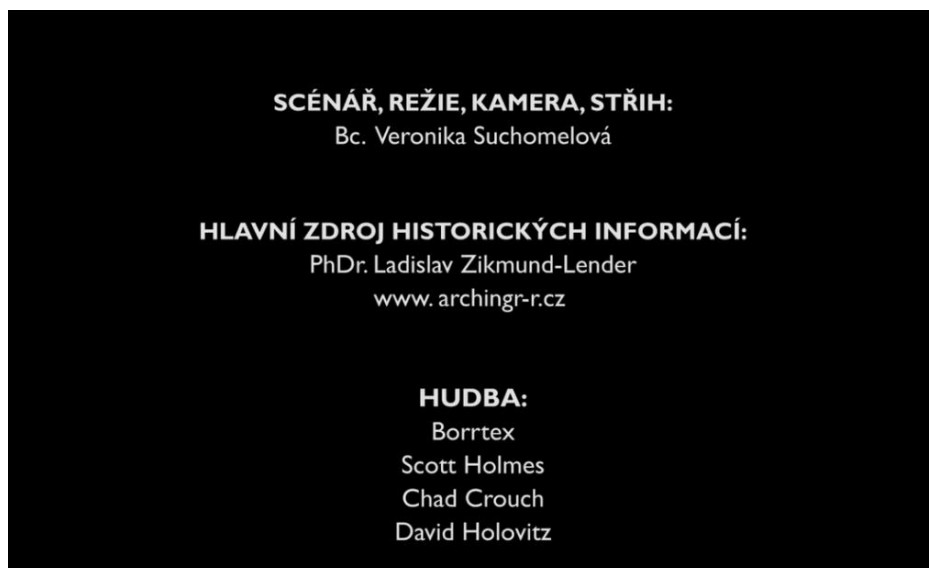 SCÉNÁŘ, REŽIE, KAMERA, STŘIH:
Bc. Veronika Suchomelová
HLAVNÍ ZDROJ HISTORICKÝCH INFORMACÍ:
PhDr. Ladislav Zikmund-Lender
www. archingr-r.cz
HUDBA:
Borrtex
Scott Holmes
Chad Crouch
David Holovitz